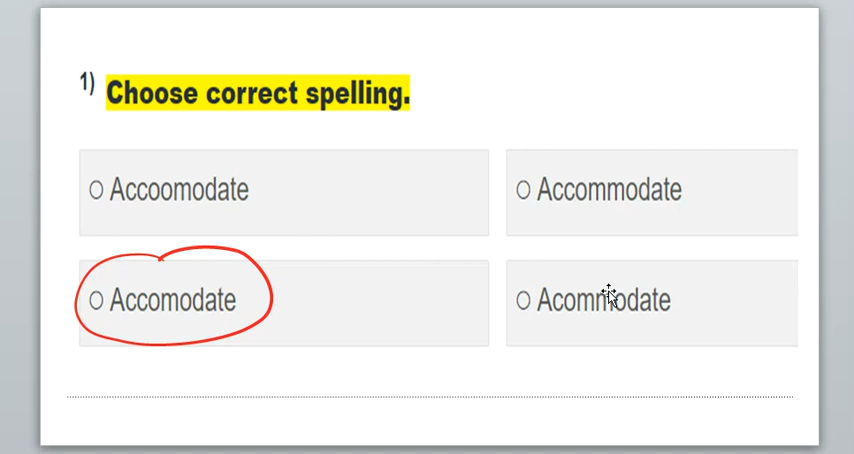 1) Choose correct spelling.
Accoomodate
Accommodate
Accomodate
Acommodate